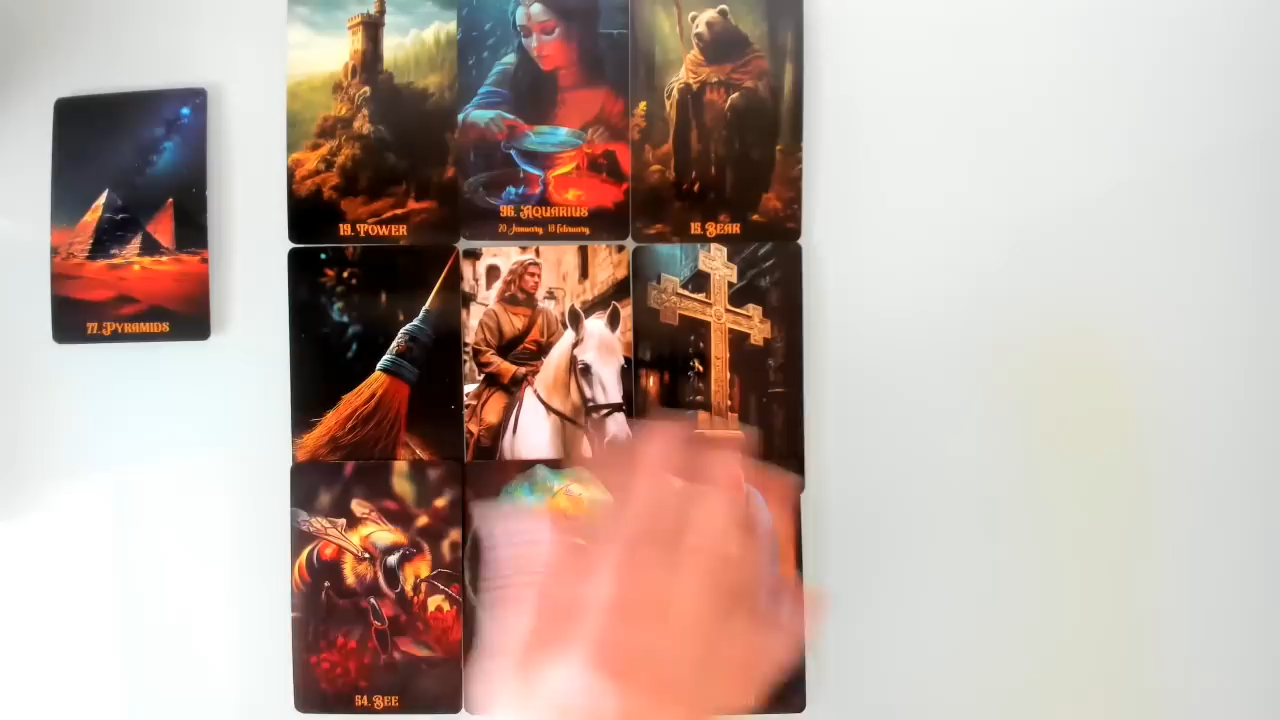 19. TOWER
96. AQUARIUS
20 January 18 February
15. BEAR
77. PYRAMIDS
54. BEE